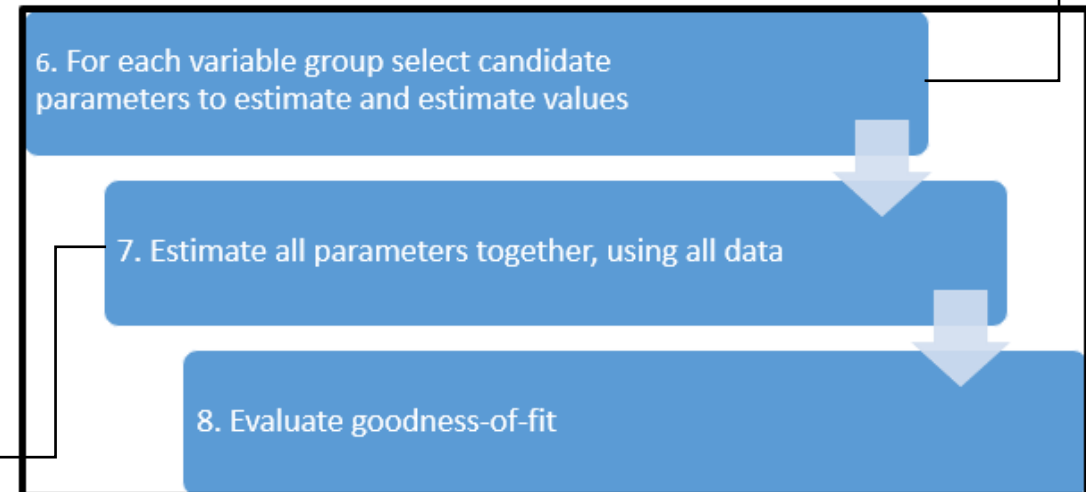 6. For each variable group select candidate
parameters to estimate and estimate values
7. Estimate all parameters together, using all data
8. Evaluate goodness-of-fit